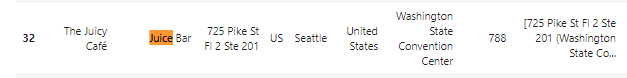 32
The Juicy
Café
Juice Bar
725 Pike St
Fl 2 Ste 201
US
Seattle
United
States
Washington
State
Convention
Center
788
[725 Pike St Fl 2 Ste
201 (Washington
State Co...